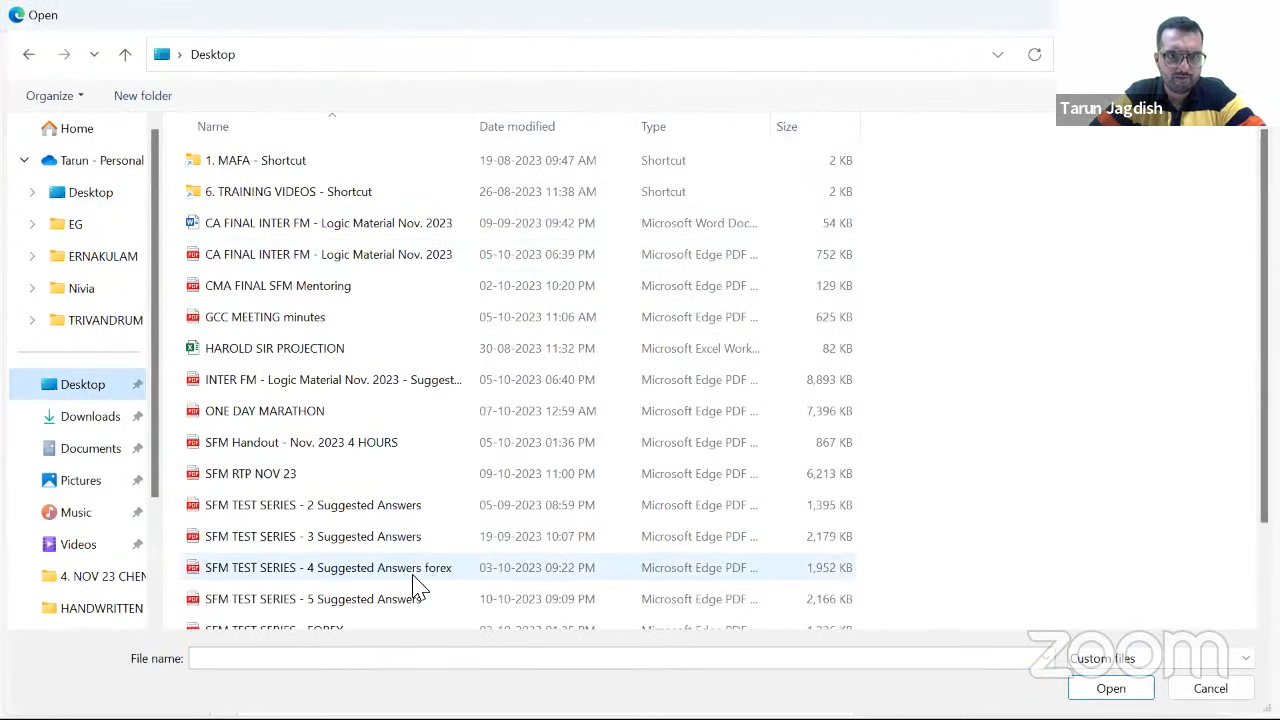 Open
Desktop
Organize
New folder
Tarun Jagdish
Name
Date modified
Type
Size
Home
Tarun - Personal
Desktop
EG
ERNAKULAM
Nivia
TRIVANDRUM
Desktop
Downloads
Documents
Pictures
Music
Videos
4. NOV 23 CHEN
HANDWRITTEN
1. MAFA - Shortcut 19-08-2023 09:47 AM Shortcut 2 KB
6. TRAINING VIDEOS - Shortcut 26-08-2023 11:38 AM Shortcut 2 KB
CA FINAL INTER FM - Logic Material Nov. 2023 09-09-2023 09:42 PM Microsoft Word Doc... 54 KB
CA FINAL INTER FM - Logic Material Nov. 2023 05-10-2023 06:39 PM Microsoft Edge PDF ... 752 KB
CMA FINAL SFM Mentoring 02-10-2023 10:20 PM Microsoft Edge PDF ... 129 KB
GCC MEETING minutes 05-10-2023 11:06 AM Microsoft Edge PDF ... 625 KB
HAROLD SIR PROJECTION 30-08-2023 11:32 PM Microsoft Excel Work... 82 KB
INTER FM - Logic Material Nov. 2023 - Suggest... 05-10-2023 06:40 PM Microsoft Edge PDF ... 8,893 KB
ONE DAY MARATHON 07-10-2023 12:59 AM Microsoft Edge PDF ... 7,396 KB
SFM Handout - Nov. 2023 4 HOURS 05-10-2023 01:36 PM Microsoft Edge PDF ... 867 KB
SFM RTP NOV 23 09-10-2023 11:00 PM Microsoft Edge PDF ... 6,213 KB
SFM TEST SERIES - 2 Suggested Answers 05-09-2023 08:59 PM Microsoft Edge PDF ... 1,395 KB
SFM TEST SERIES - 3 Suggested Answers 19-09-2023 10:07 PM Microsoft Edge PDF ... 2,179 KB
SFM TEST SERIES - 4 Suggested Answers forex 03-10-2023 09:22 PM Microsoft Edge PDF ... 1,952 KB
SFM TEST SERIES - 5 Suggested Answers 10-10-2023 09:09 PM Microsoft Edge PDF ... 2,166 KB
SFM TEST SERIES - FOREX
File name:
Custom files
zoom
Open
Cancel